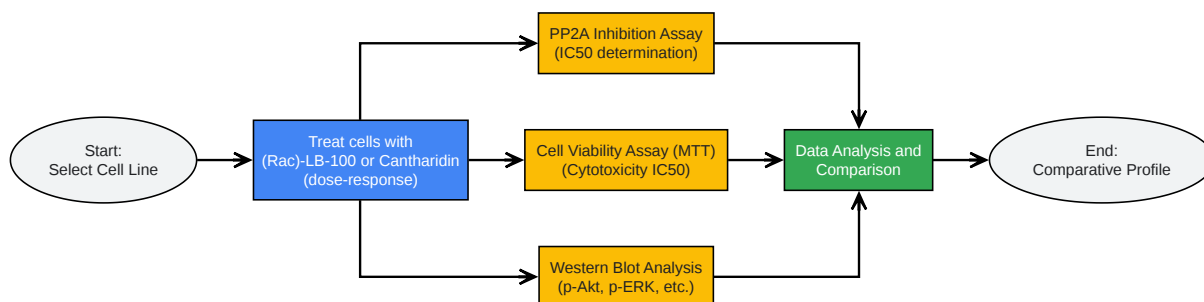 Start:
Select Cell Line
Treat cells with
(Rac)-LB-100 or Cantharidin
(dose-response)
PP2A Inhibition Assay
(IC50 determination)
Cell Viability Assay (MTT)
(Cytotoxicity IC50)
Western Blot Analysis
(p-Akt, p-ERK, etc.)
Data Analysis and
Comparison
End:
Comparative Profile